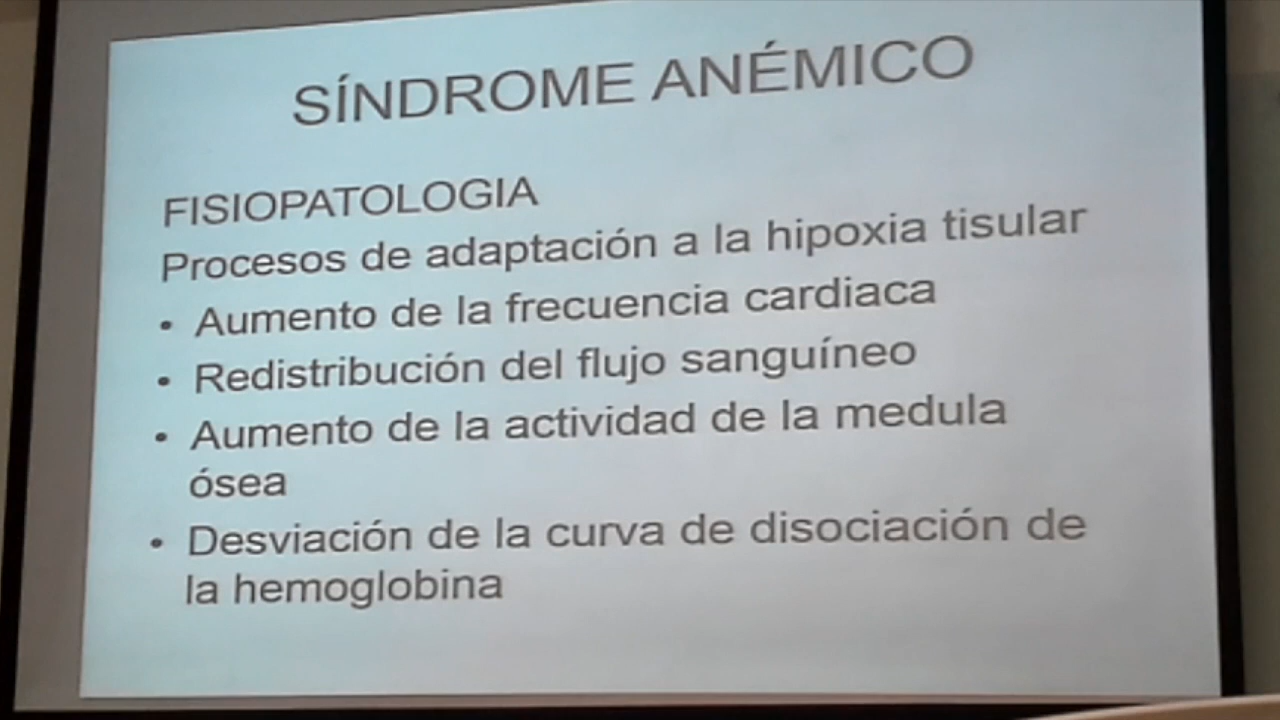 SÍNDROME ANÉMICO
FISIOPATOLOGIA
Procesos de adaptación a la hipoxia tisular
• Aumento de la frecuencia cardiaca
• Redistribución del flujo sanguíneo
• Aumento de la actividad de la medula
ósea
• Desviación de la curva de disociación de
la hemoglobina